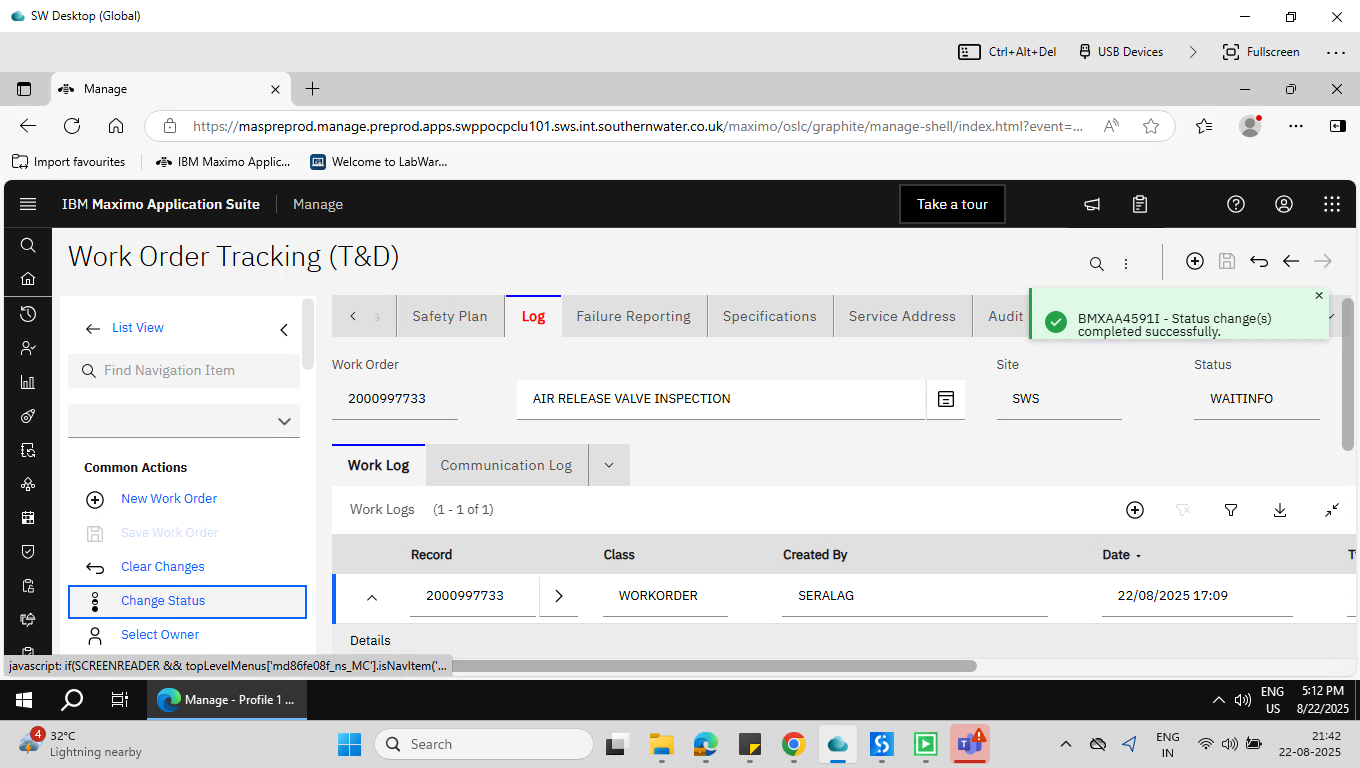 SW Desktop (Global)
Ctrl+Alt+Del
USB Devices
Fullscreen
Manage
https://maspreprod.manage.preprod.apps.swppocpclu101.sws.int.southernwater.co.uk/maximo/oslc/graphite/manage-shell/index.html?event=...
Import favourites
IBM Maximo Applic...
Welcome to LabWar...
IBM Maximo Application Suite
Manage
Take a tour
Work Order Tracking (T&D)
List View
Find Navigation Item
Common Actions
New Work Order
Save Work Order
Clear Changes
Change Status
Select Owner
s
Safety Plan
Log
Failure Reporting
Specifications
Service Address
Audit
BMXAA4591I - Status change(s)
completed successfully.
Work Order
Site
Status
2000997733
AIR RELEASE VALVE INSPECTION
SWS
WAITINFO
Work Log
Communication Log
Work Logs (1 - 1 of 1)
Record
Class
Created By
Date
2000997733
WORKORDER
SERALAG
22/08/2025 17:09
Details
javascript: if(SCREENREADER && topLevelMenus['md86fe08f_ns_MC'].isNavItem('...
Manage - Profile 1 ...
ENG
US
5:12 PM
8/22/2025
4
32°C
Lightning nearby
Search
ENG
IN
21:42
22-08-2025